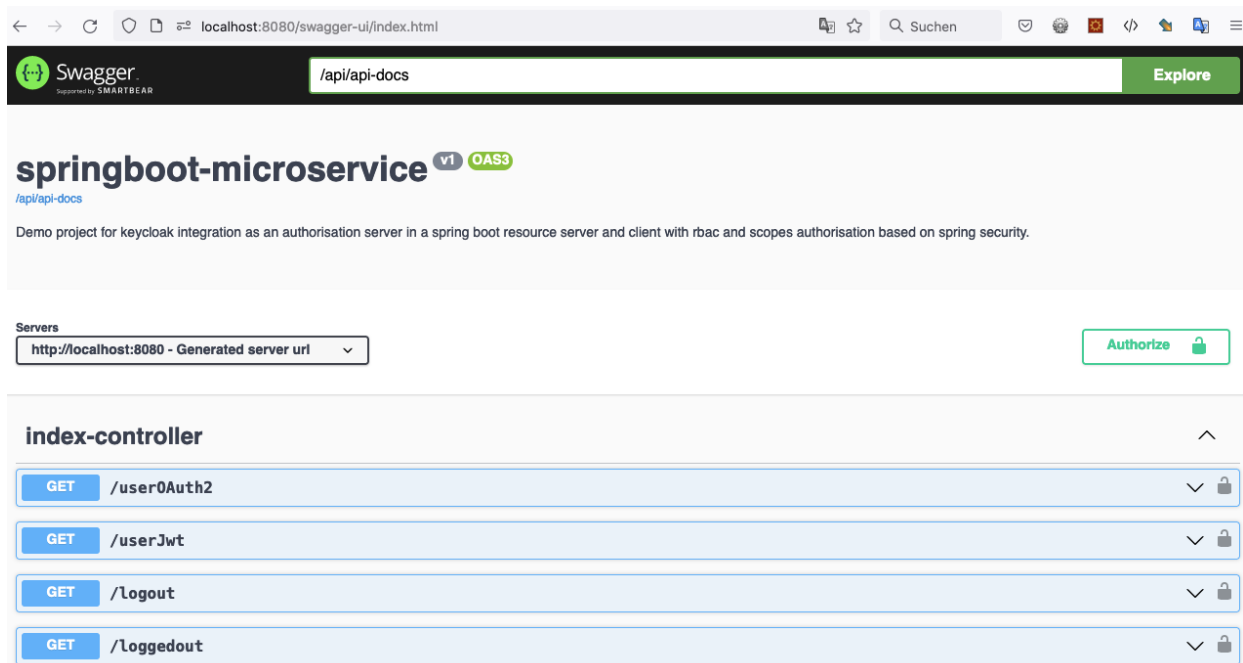 localhost:8080/swagger-ui/index.html
Suchen
Swagger.
Supported by SMARTBEAR
/api/api-docs
Explore
springboot-microservice v1 OAS3
/api/api-docs
Demo project for keycloak integration as an authorisation server in a spring boot resource server and client with rbac and scopes authorisation based on spring security.
Servers
http://localhost:8080 - Generated server url
Authorize
index-controller
GET /userOAuth2
GET /userJwt
GET /logout
GET /loggedout